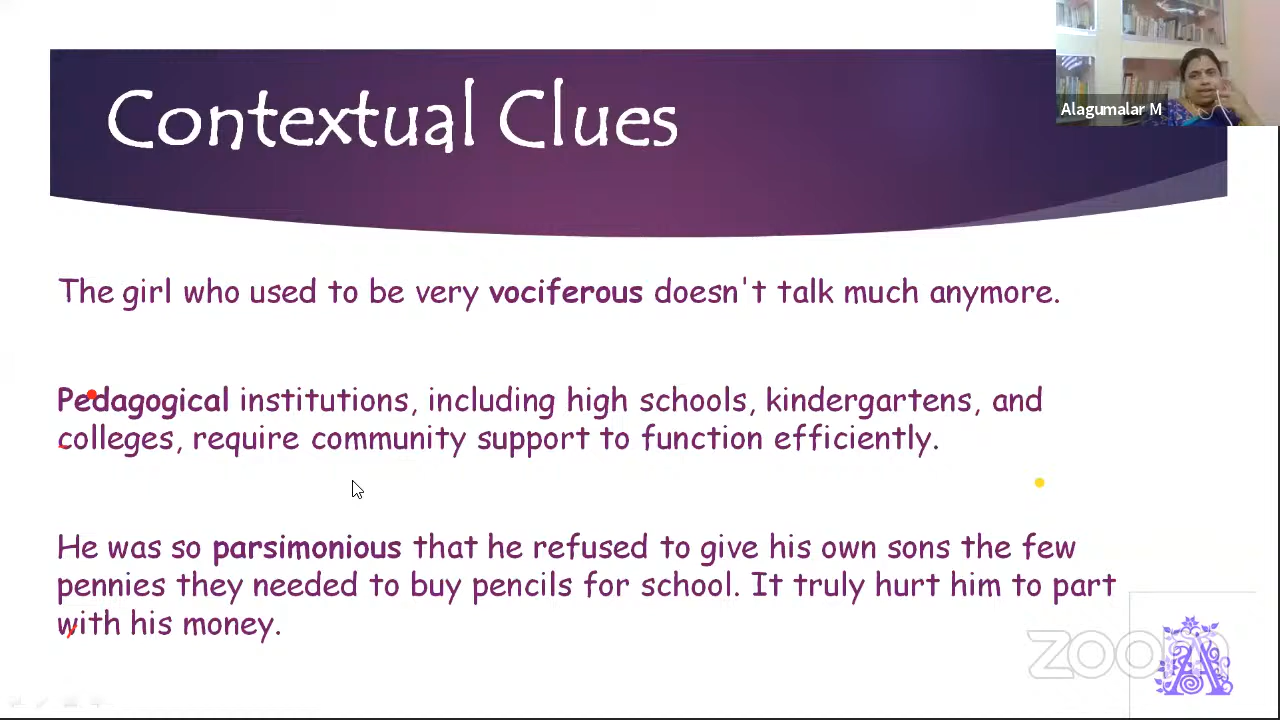 Contextual Clues
Alagumalar M
The girl who used to be very vociferous doesn't talk much anymore.
Pedagogical institutions, including high schools, kindergartens, and
colleges, require community support to function efficiently.
He was so parsimonious that he refused to give his own sons the few
pennies they needed to buy pencils for school. It truly hurt him to part
with his money.
zoom
A